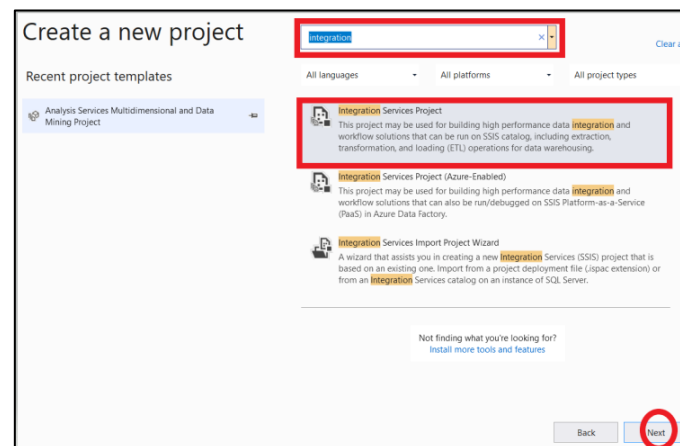 Create a new project
integration
Clear a
Recent project templates
All languages
All platforms
All project types
Analysis Services Multidimensional and Data
Mining Project
Integration Services Project
This project may be used for building high performance data integration and
workflow solutions that can be run on SSIS catalog, including extraction,
transformation, and loading (ETL) operations for data warehousing.
Integration Services Project (Azure-Enabled)
This project may be used for building high performance data integration and
workflow solutions that can also be run/debugged on SSIS Platform-as-a-Service
(PaaS) in Azure Data Factory.
Integration Services Import Project Wizard
A wizard that assists you in creating a new Integration Services (SSIS) project that is
based on an existing one. Import from a project deployment file (.ispac extension) or
from an Integration Services catalog on an instance of SQL Server.
Not finding what you're looking for?
Install more tools and features
Back
Next